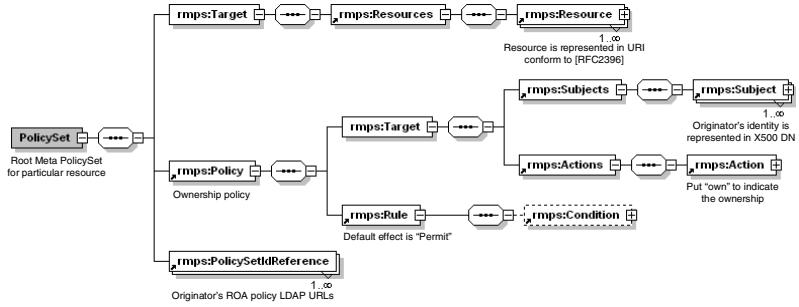 rmps:Target
rmps:Resources
rmps:Resource
1..∞
Resource is represented in URI
conform to [RFC2396]
PolicySet
Root Meta PolicySet
for particular resource
rmps:Policy
Ownership policy
rmps:Target
rmps:Subjects
rmps:Subject
1..∞
Originator's identity is
represented in X500 DN
rmps:Actions
rmps:Action
Put "own" to indicate
the ownership
rmps:Rule
Default effect is "Permit"
rmps:Condition
rmps:PolicySetIdReference
1..∞
Originator's ROA policy LDAP URLs